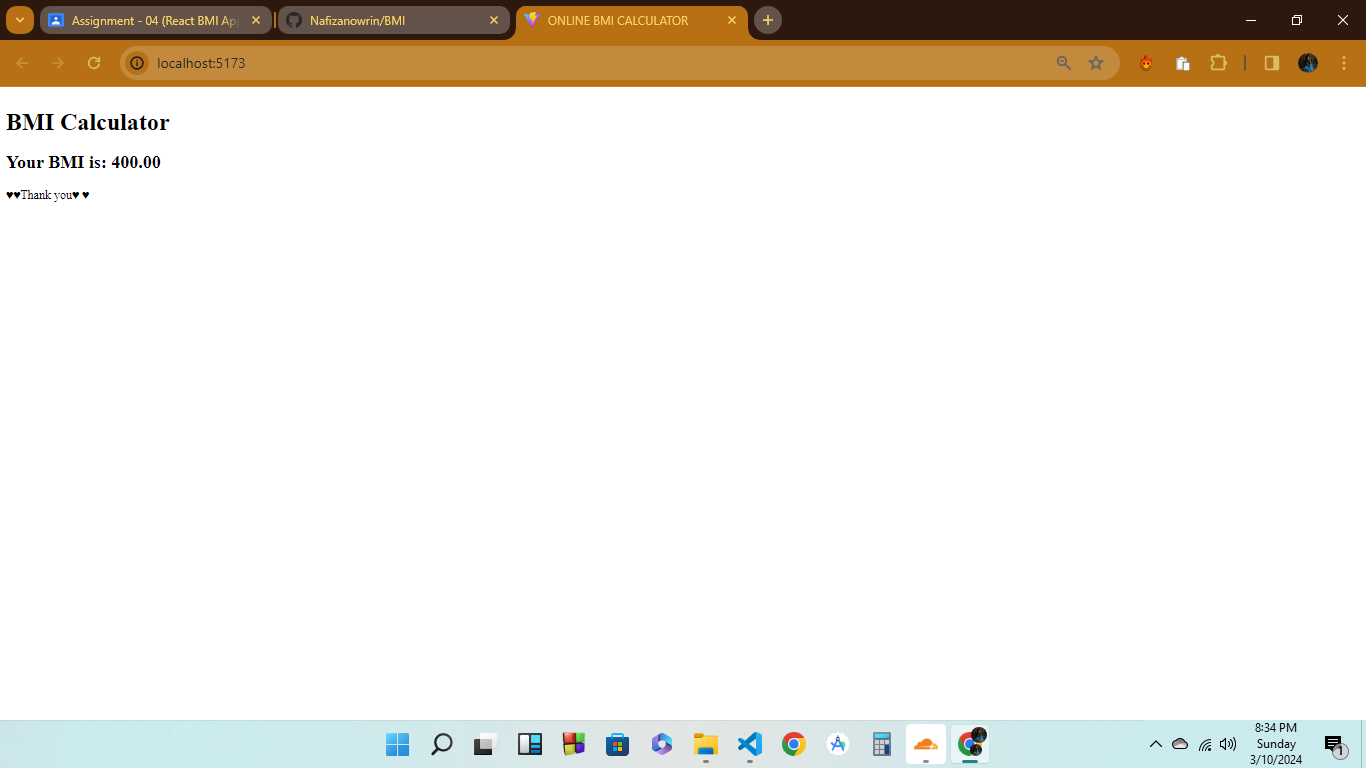 Assignment - 04 (React BMI Ap
Nafizanowrin/BMI
ONLINE BMI CALCULATOR
localhost:5173
BMI Calculator
Your BMI is: 400.00
♥♥Thank you♥ ♥
8:34 PM
Sunday
3/10/2024
1